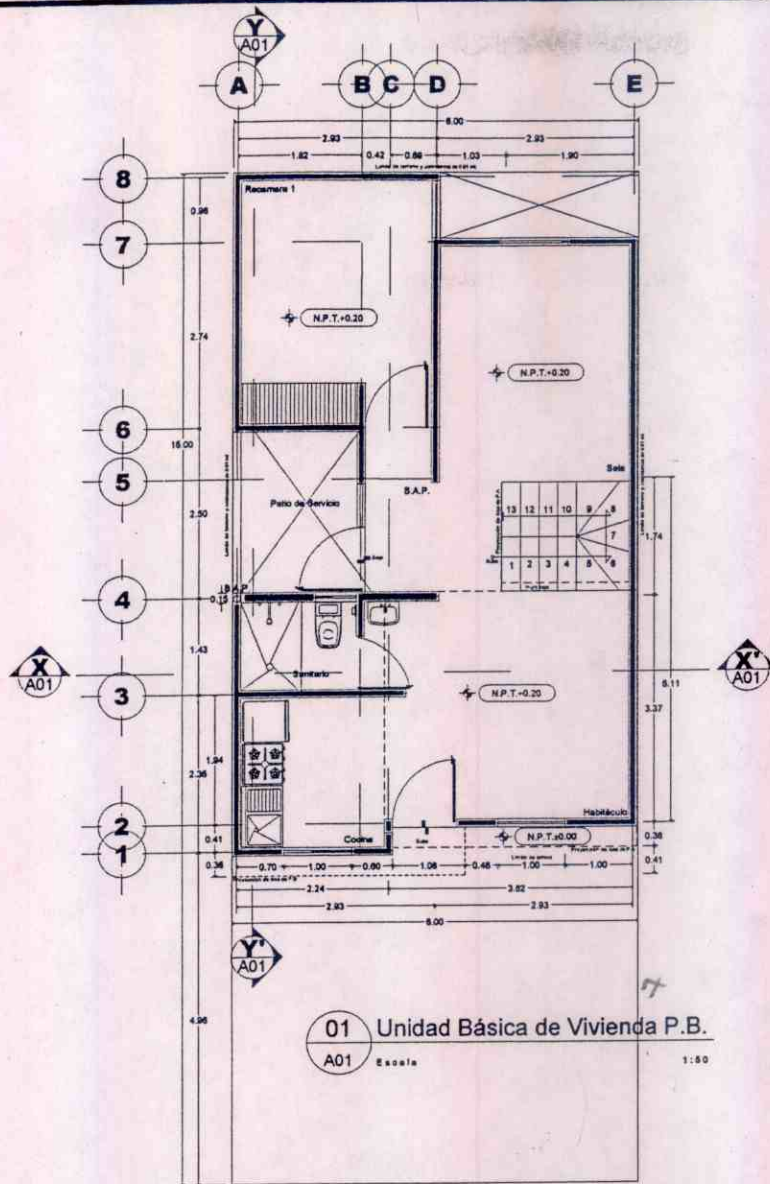 Y
A01
A B C D E
6.00
2.93 2.93
1.82 0.42 0.69 1.03 1.90
8
Recamara 1
0.96
7
N.P.T.+0.20
2.74
N.P.T.+0.20
6
15.00
5
Sala
B.A.P.
Patio de Servicio
13 12 11 10 9 8
7
1 2 3 4 5 6
1.74
2.50
B.A.P.
4
0.15
X
A01
1.43
Sanitario
X'
A01
3
N.P.T.+0.20
5.11
3.37
1.94
2.36
Habitáculo
2
Cocina
Sube
N.P.T.±0.00
0.41
1
0.36
0.36
0.41
0.70 1.00 0.60 1.06 0.46 1.00 1.00
2.24 3.62
2.93 2.93
6.00
Y'
A01
4.96
7
01 Unidad Básica de Vivienda P.B.
A01 Escala 1:50